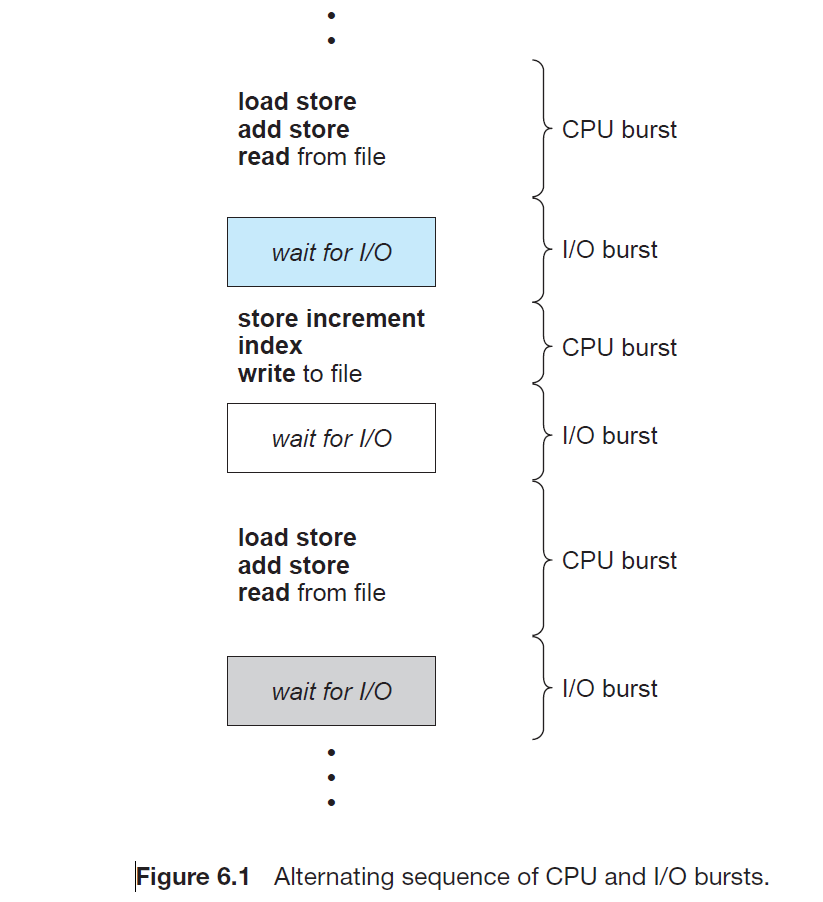 load store
add store
read from file
CPU burst
wait for I/O
I/O burst
store increment
index
write to file
CPU burst
wait for I/O
I/O burst
load store
add store
read from file
CPU burst
wait for I/O
I/O burst
Figure 6.1 Alternating sequence of CPU and I/O bursts.